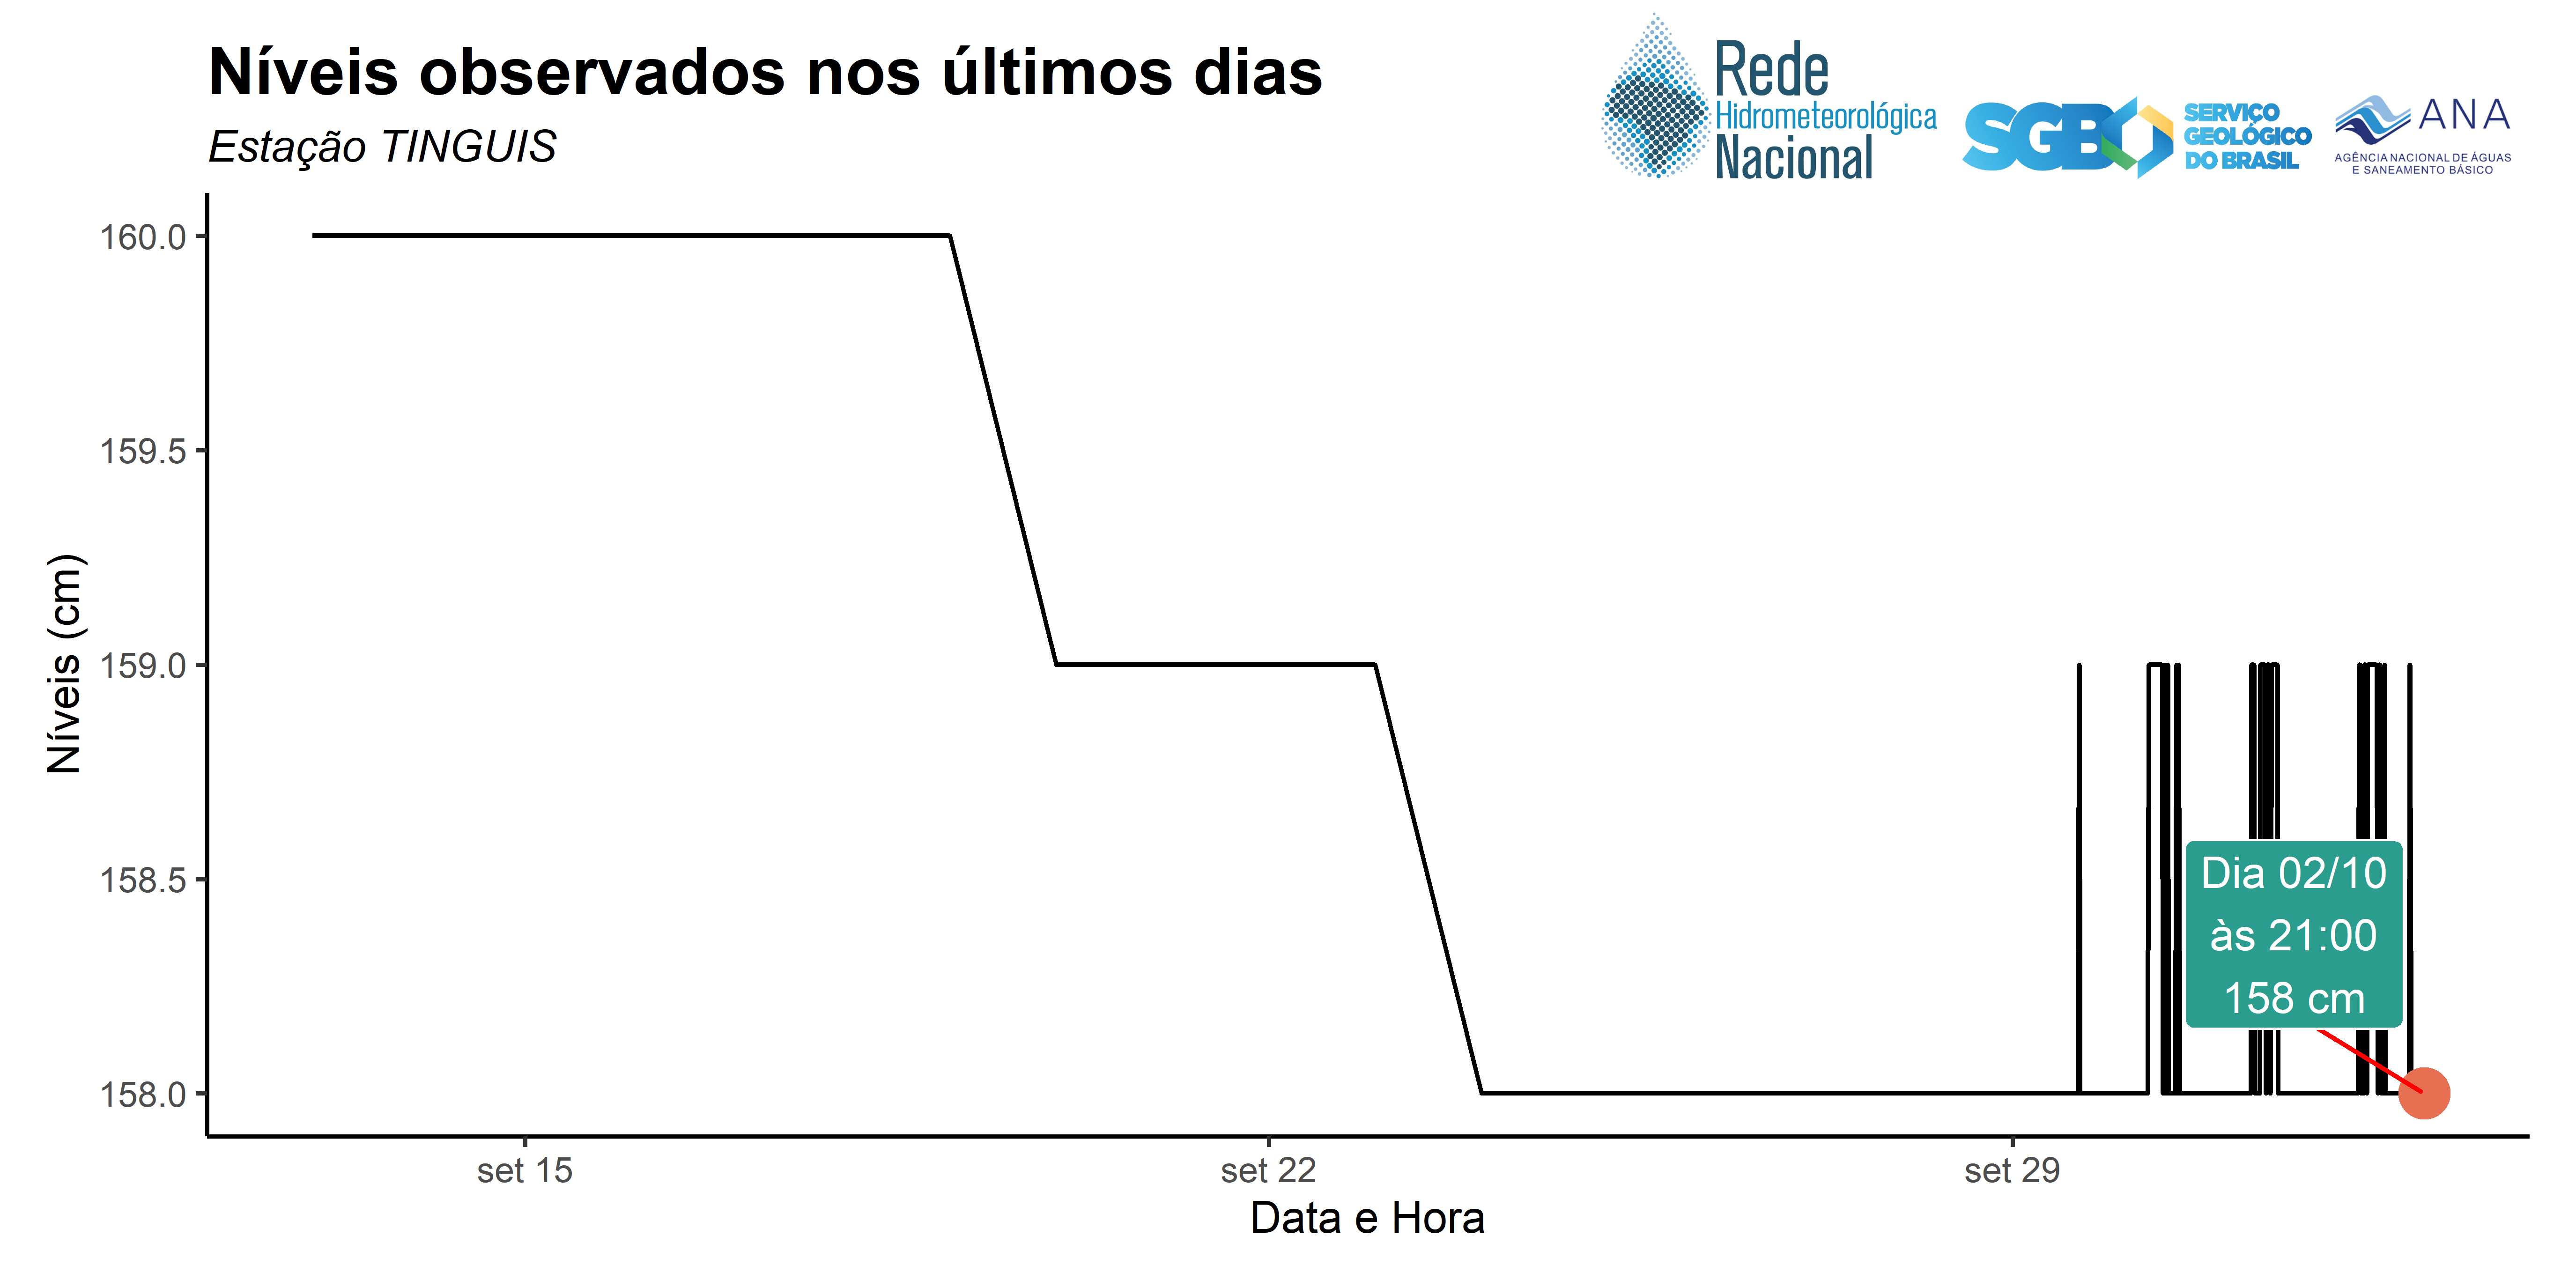 Níveis observados nos últimos dias
Estação TINGUIS
Rede
Hidrometeorológica
Nacional
SGB
SERVIÇO
GEOLÓGICO
DO BRASIL
ANA
AGÊNCIA NACIONAL DE ÁGUAS
E SANEAMENTO BÁSICO
Níveis (cm)
160.0
159.5
159.0
158.5
158.0
Dia 02/10
às 21:00
158 cm
set 15
set 22
set 29
Data e Hora